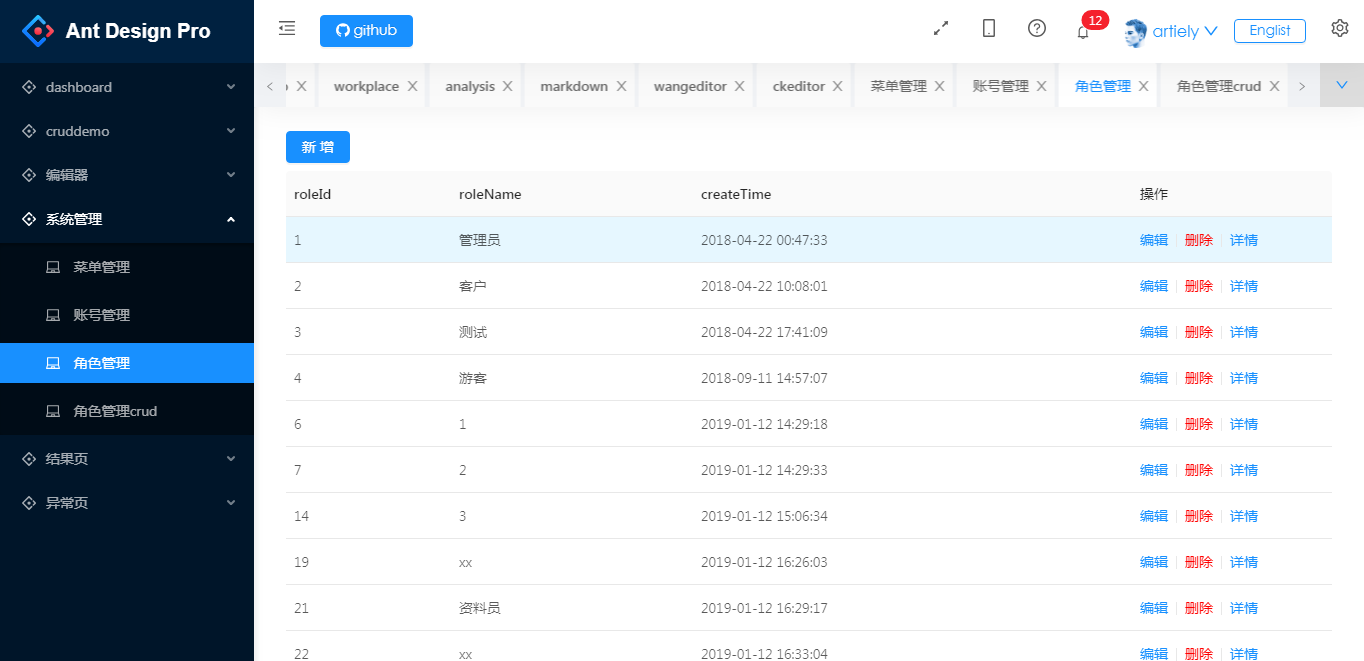 Ant Design Pro
github
12
artiely
Englist
dashboard
cruddemo
编辑器
系统管理
菜单管理
账号管理
角色管理
角色管理crud
结果页
异常页
workplace
analysis
markdown
wangeditor
ckeditor
菜单管理
账号管理
角色管理
角色管理crud
新 增
roleId roleName createTime 操作
1 管理员 2018-04-22 00:47:33 编辑 删除 详情
2 客户 2018-04-22 10:08:01 编辑 删除 详情
3 测试 2018-04-22 17:41:09 编辑 删除 详情
4 游客 2018-09-11 14:57:07 编辑 删除 详情
6 1 2019-01-12 14:29:18 编辑 删除 详情
7 2 2019-01-12 14:29:33 编辑 删除 详情
14 3 2019-01-12 15:06:34 编辑 删除 详情
19 xx 2019-01-12 16:26:03 编辑 删除 详情
21 资料员 2019-01-12 16:29:17 编辑 删除 详情
22 xx 2019-01-12 16:33:04 编辑 删除 详情